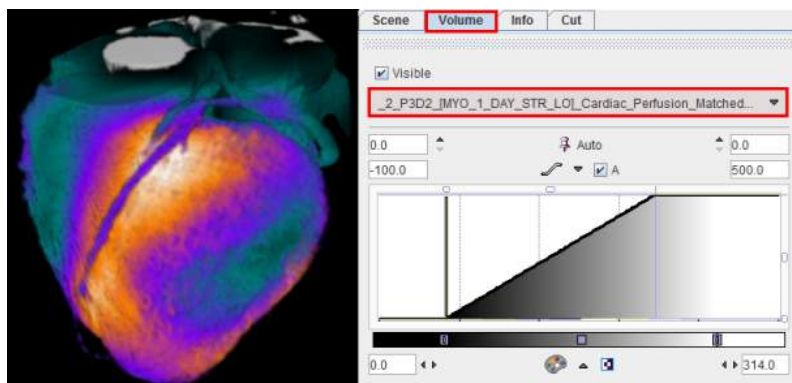 Scene Volume Info Cut
Visible
_2_P3D2_[MYO_1_DAY_STR_LO]_Cardiac_Perfusion_Matched...
0.0 Auto 0.0
-100.0 A 500.0
0.0 314.0